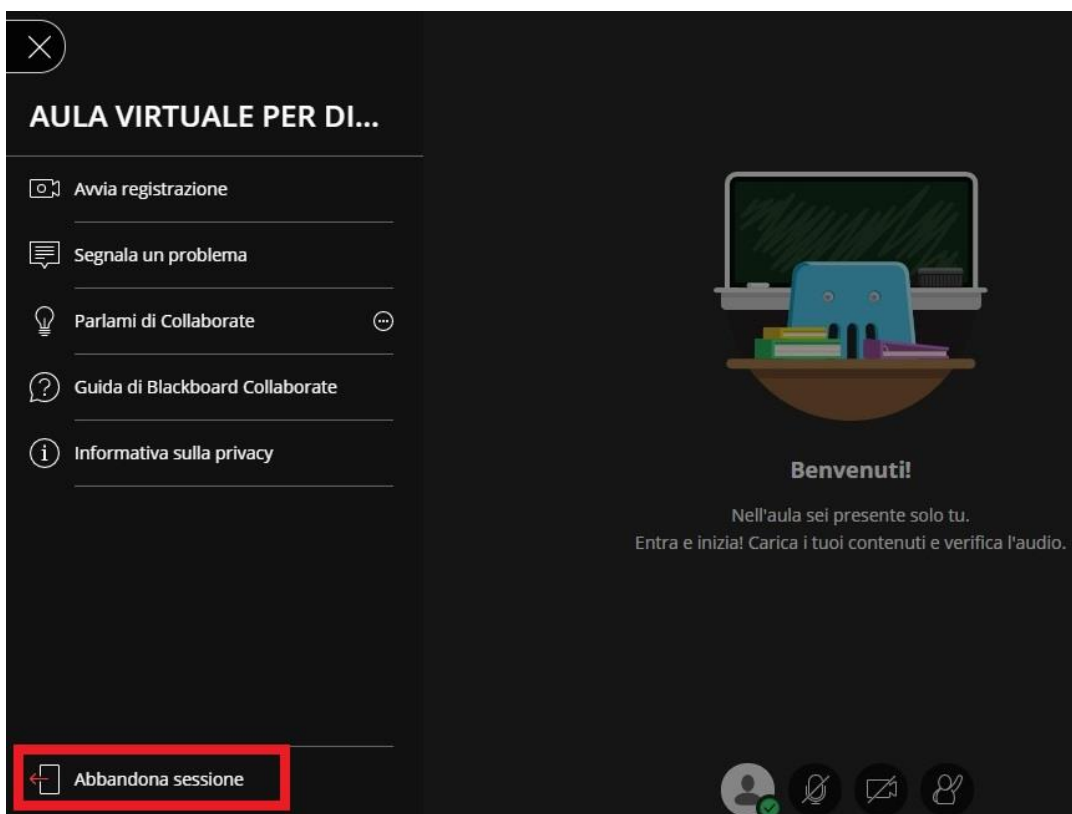 AULA VIRTUALE PER DI...
Avvia registrazione
Segnala un problema
Parlami di Collaborate
Guida di Blackboard Collaborate
Informativa sulla privacy
Benvenuti!
Nell'aula sei presente solo tu.
Entra e inizia! Carica i tuoi contenuti e verifica l'audio.
Abbandona sessione